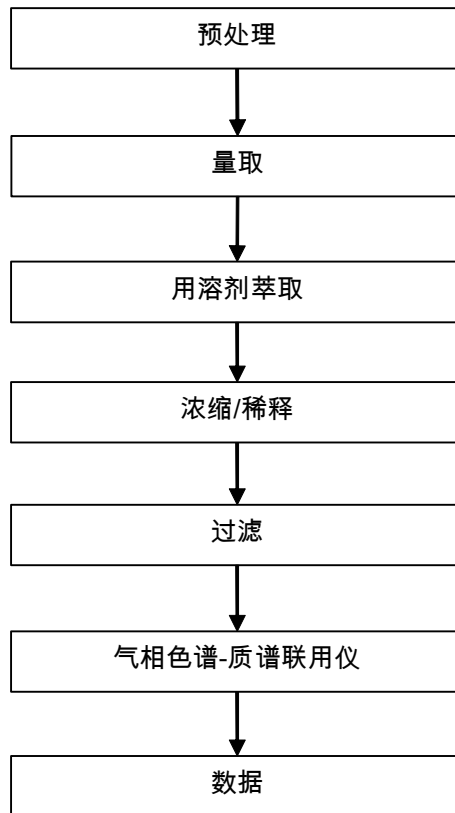 预处理
量取
用溶剂萃取
浓缩/稀释
过滤
气相色谱-质谱联用仪
数据